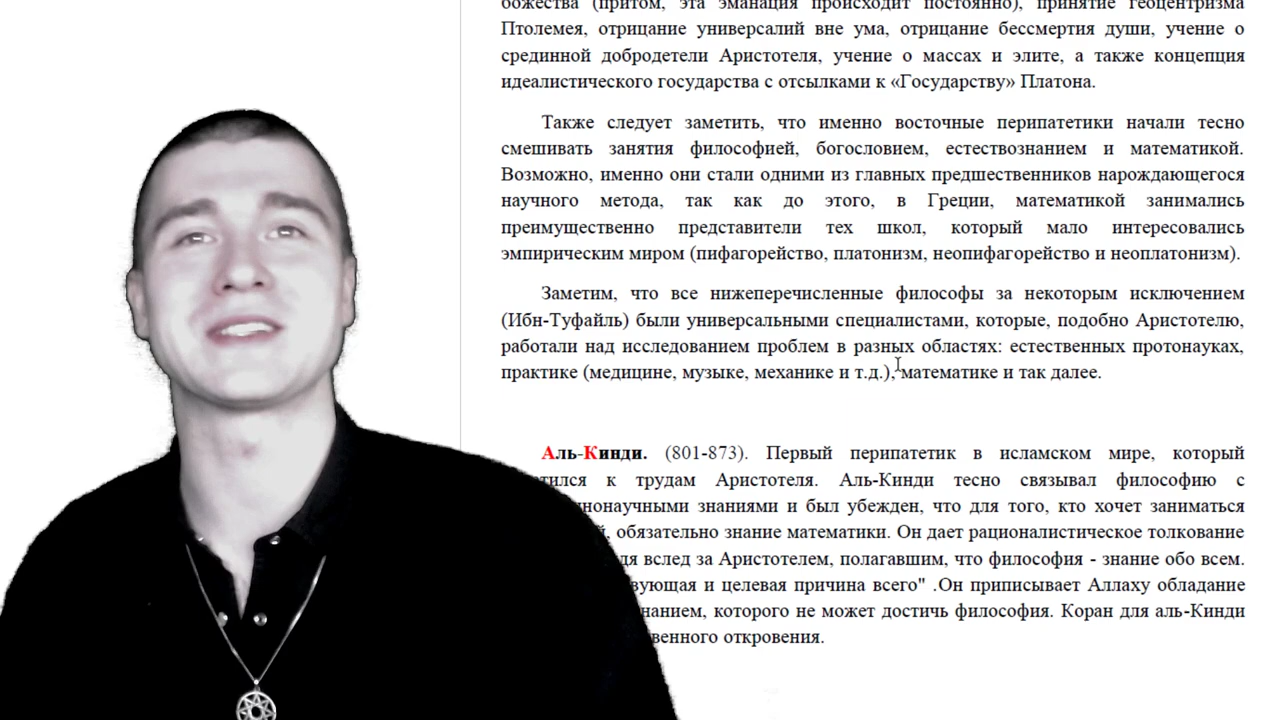 божества (притом, эта эманация происходит постоянно), принятие геоцентризма
Птолемея, отрицание универсалий вне ума, отрицание бессмертия души, учение о
срединной добродетели Аристотеля, учение о массах и элите, а также концепция
идеалистического государства с отсылками к «Государству» Платона.
Также следует заметить, что именно восточные перипатетики начали тесно
смешивать занятия философией, богословием, естествознанием и математикой.
Возможно, именно они стали одними из главных предшественников нарождающегося
научного метода, так как до этого, в Греции, математикой занимались
преимущественно представители тех школ, который мало интересовались
эмпирическим миром (пифагорейство, платонизм, неопифагорейство и неоплатонизм).
Заметим, что все нижеперечисленные философы за некоторым исключением
(Ибн-Туфайль) были универсальными специалистами, которые, подобно Аристотелю,
работали над исследованием проблем в разных областях: естественных протонауках,
практике (медицине, музыке, механике и т.д.), математике и так далее.
Аль-Кинди. (801-873). Первый перипатетик в исламском мире, который
тился к трудам Аристотеля. Аль-Кинди тесно связывал философию с
нонаучными знаниями и был убежден, что для того, кто хочет заниматься
обязательно знание математики. Он дает рационалистическое толкование
дя вслед за Аристотелем, полагавшим, что философия - знание обо всем.
вующая и целевая причина всего" .Он приписывает Аллаху обладание
нанием, которого не может достичь философия. Коран для аль-Кинди
венного откровения.